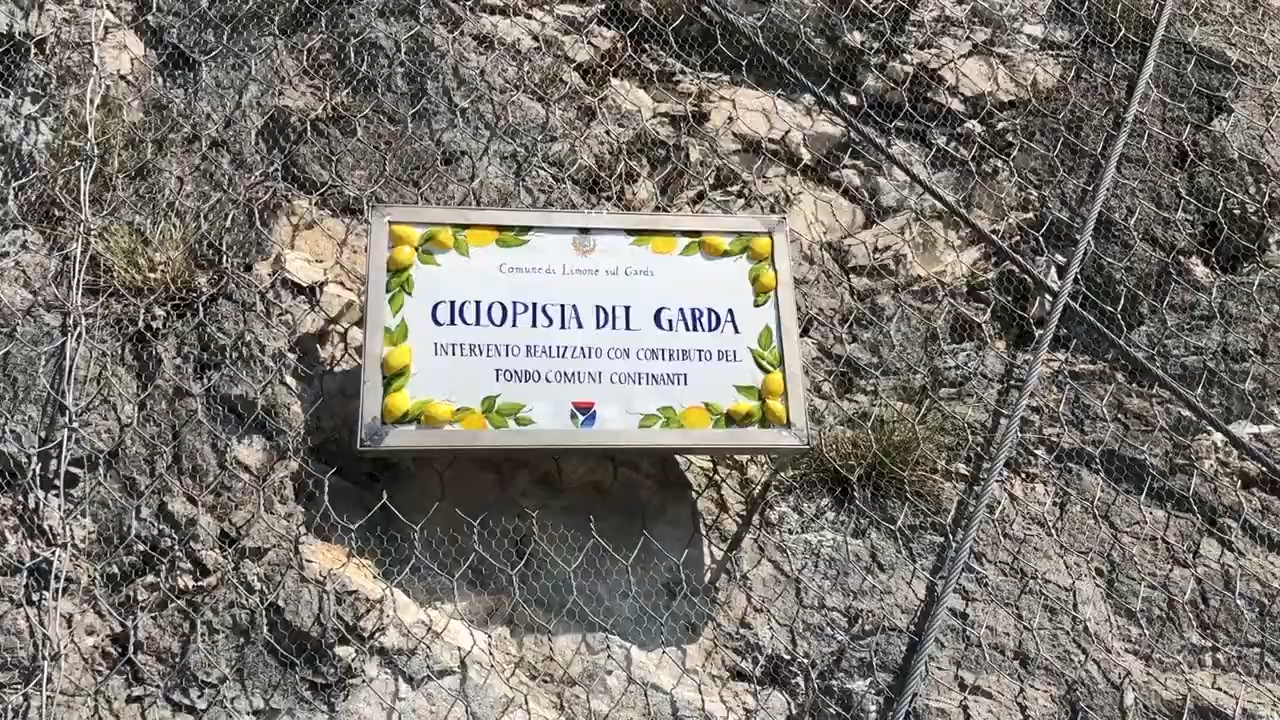 Comune di Limone sul Garda
CICLOPISTA DEL GARDA
INTERVENTO REALIZZATO CON CONTRIBUTO DEL
FONDO COMUNI CONFINANTI